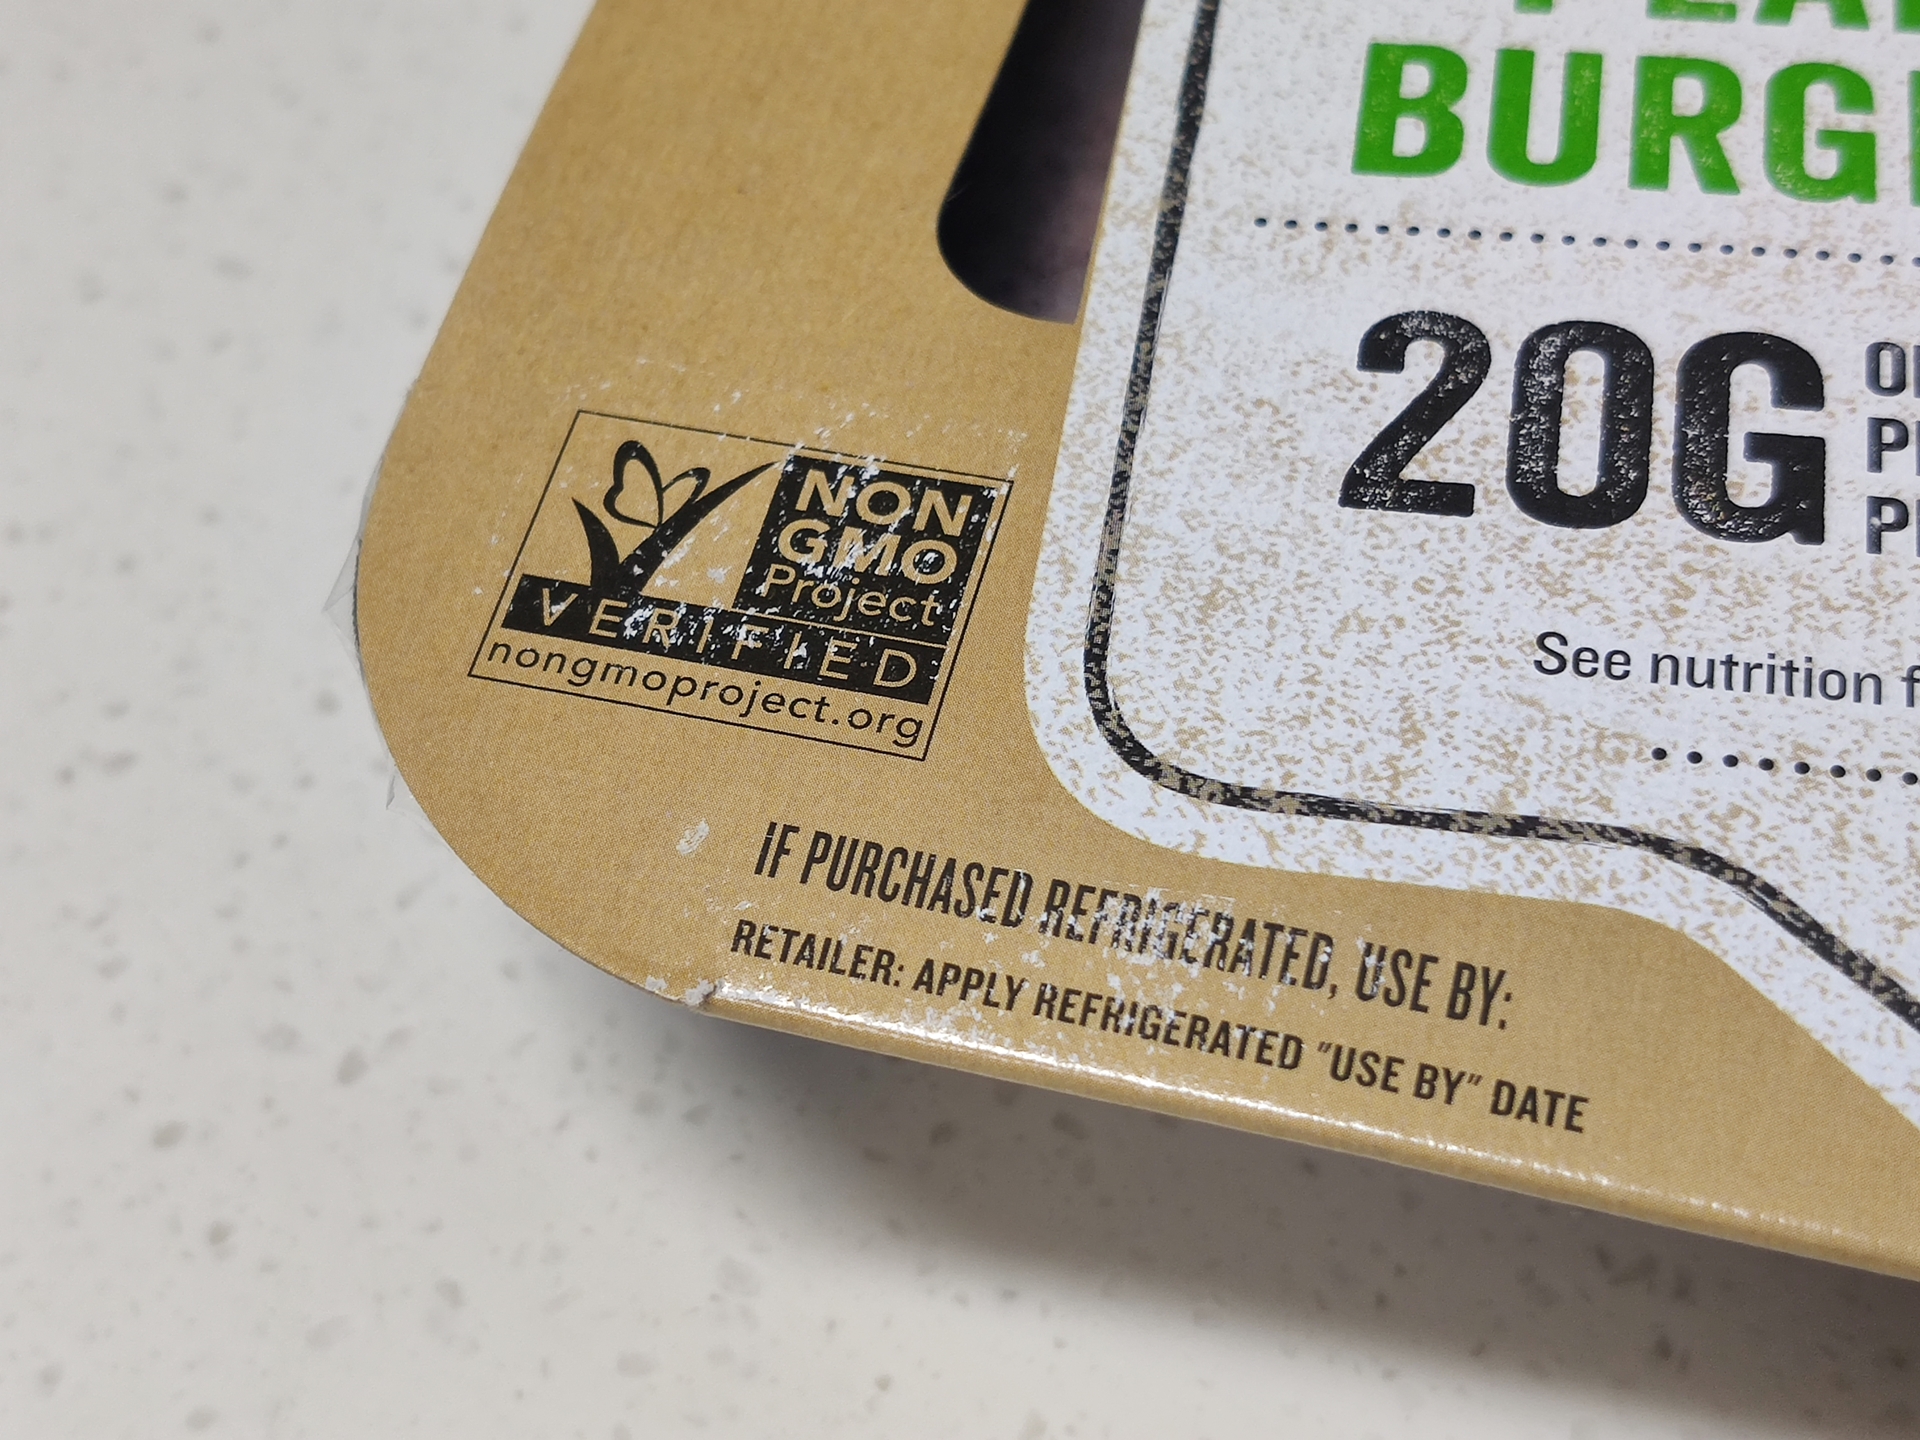 BURG
20G
See nutrition f
NON
GMO
Project
VERIFIED
nongmoproject.org
IF PURCHASED REFRIGERATED, USE BY:
RETAILER: APPLY REFRIGERATED "USE BY" DATE